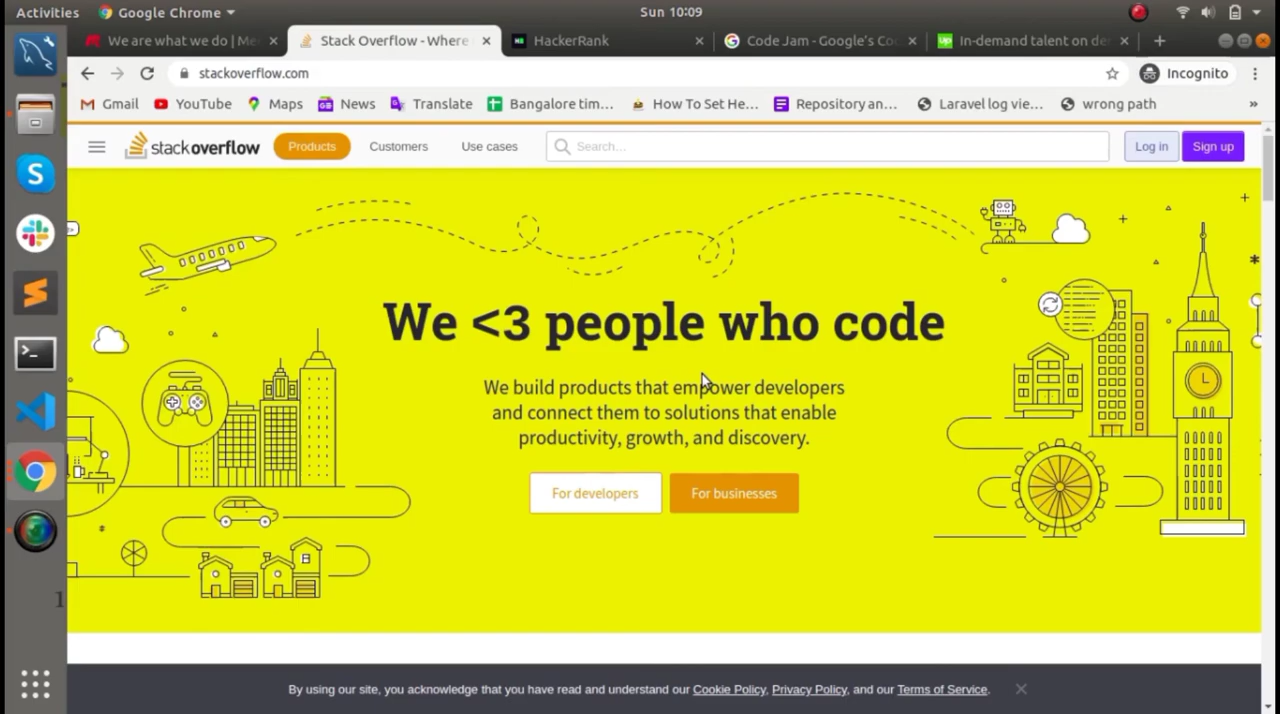 Activities
Google Chrome
Sun 10:09
We are what we do | Me
Stack Overflow - Where
HackerRank
Code Jam - Google's Co
In-demand talent on de
stackoverflow.com
Incognito
Gmail
YouTube
Maps
News
Translate
Bangalore tim...
How To Set He...
Repository an...
Laravel log vie...
wrong path
»
stackoverflow
Products
Customers
Use cases
Search...
Log in
Sign up
We <3 people who code
We build products that empower developers
and connect them to solutions that enable
productivity, growth, and discovery.
For developers
For businesses
1
By using our site, you acknowledge that you have read and understand our Cookie Policy, Privacy Policy, and our Terms of Service.